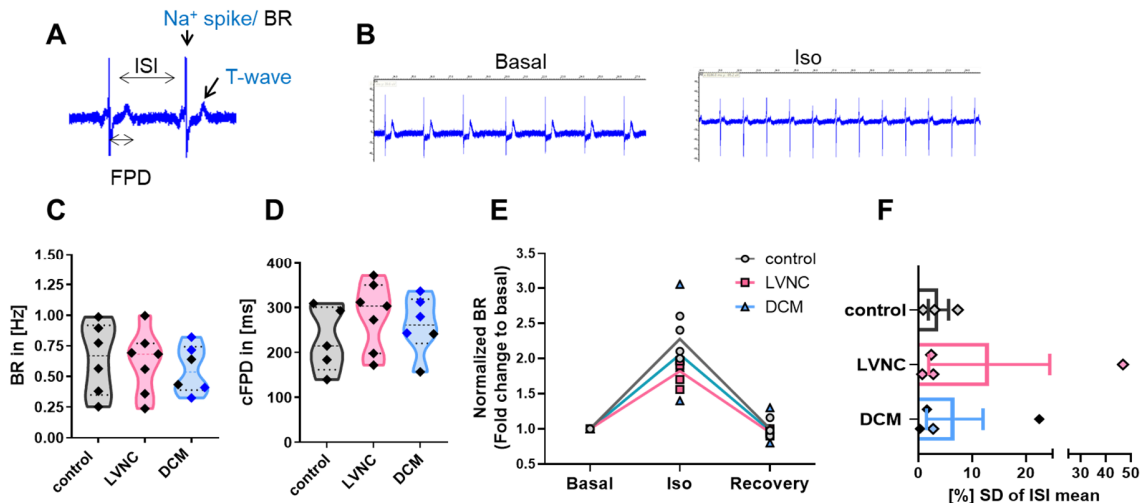 A
Na⁺ spike/ BR
ISI
T-wave
FPD
B
Basal
Iso
C
BR in [Hz]
1.50
1.25
1.00
0.75
0.50
0.25
0.00
control
LVNC
DCM
D
cFPD in [ms]
400
300
200
100
0
control
LVNC
DCM
E
Normalized BR
(Fold change to basal)
3.5
3.0
2.5
2.0
1.5
1.0
0.5
control
LVNC
DCM
Basal Iso Recovery
F
control
LVNC
DCM
0 10 20 30 40 50
[%] SD of ISI mean